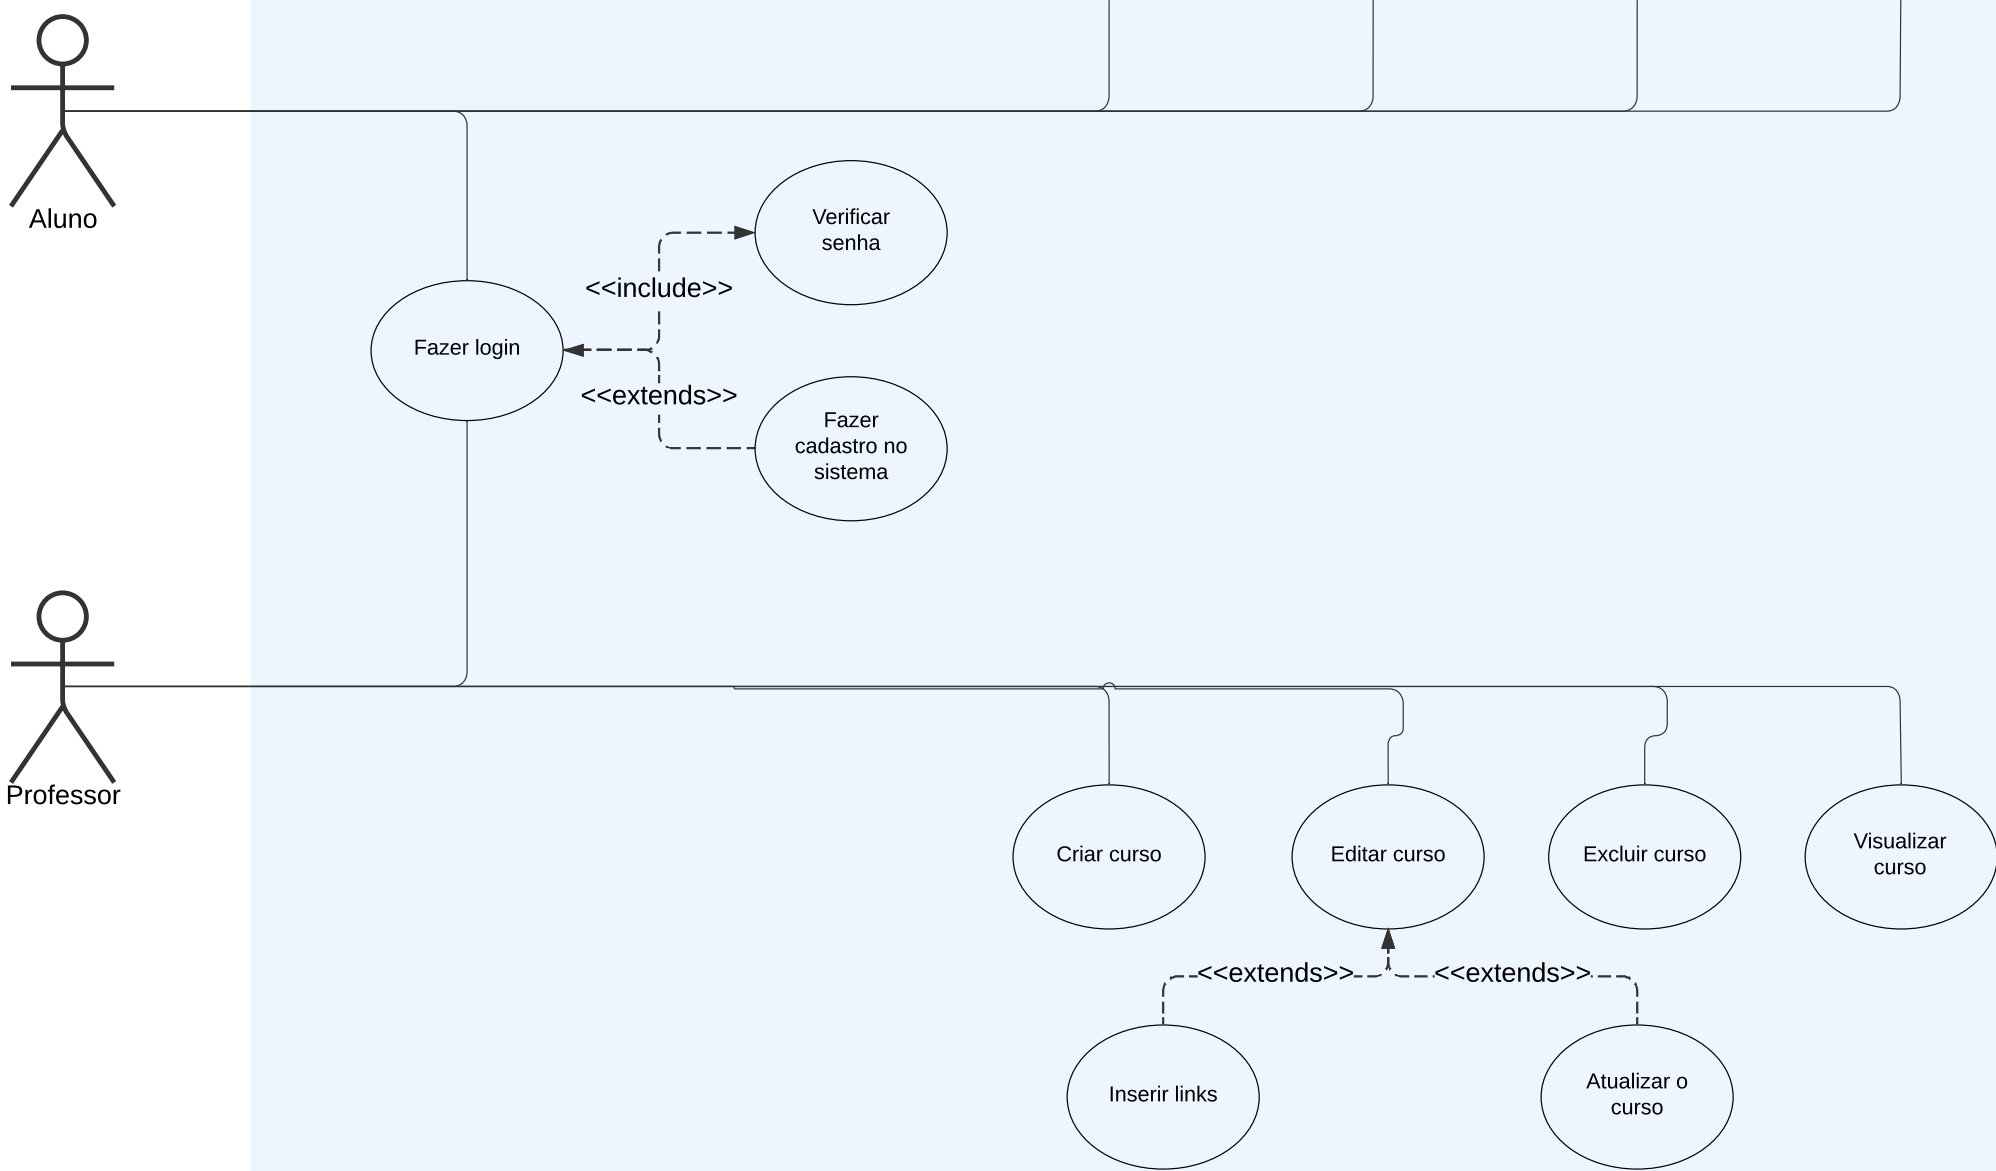 Aluno
Verificar
senha
<<include>>
Fazer login
<<extends>>
Fazer
cadastro no
sistema
Professor
Criar curso
Editar curso
Excluir curso
Visualizar
curso
<<extends>>
<<extends>>
Inserir links
Atualizar o
curso